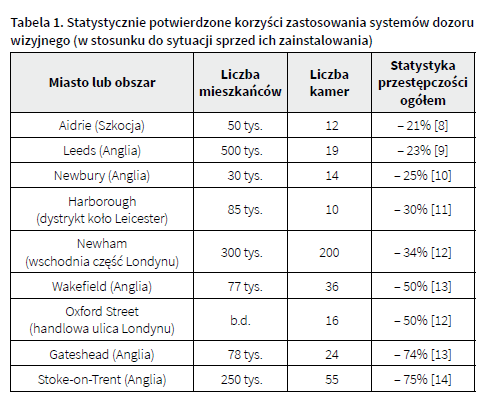 Tabela 1. Statystycznie potwierdzone korzyści zastosowania systemów dozoru
wizyjnego (w stosunku do sytuacji sprzed ich zainstalowania)
Miasto lub obszar
Liczba
mieszkańców
Liczba
kamer
Statystyka
przestępczości
ogółem
Aidrie (Szkocja) 50 tys. 12 – 21% [8]
Leeds (Anglia) 500 tys. 19 – 23% [9]
Newbury (Anglia) 30 tys. 14 – 25% [10]
Harborough
(dystrykt koło Leicester) 85 tys. 10 – 30% [11]
Newham
(wschodnia część Londynu) 300 tys. 200 – 34% [12]
Wakefield (Anglia) 77 tys. 36 – 50% [13]
Oxford Street
(handlowa ulica Londynu) b.d. 16 – 50% [12]
Gateshead (Anglia) 78 tys. 24 – 74% [13]
Stoke-on-Trent (Anglia) 250 tys. 55 – 75% [14]